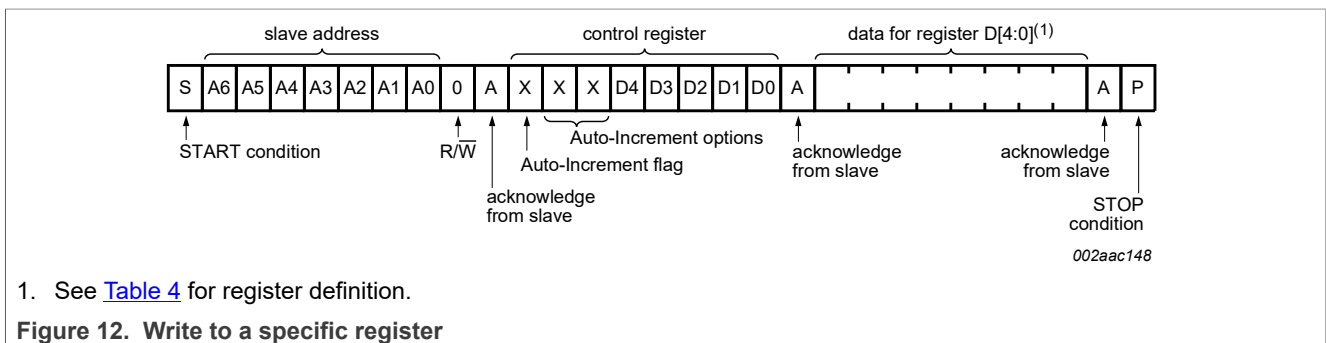 slave address control register data for register D[4:0](1)
S A6 A5 A4 A3 A2 A1 A0 0 A X X X D4 D3 D2 D1 D0 A A P
START condition
R/W
Auto-Increment options
Auto-Increment flag
acknowledge
from slave
acknowledge
from slave
acknowledge
from slave
STOP
condition
002aac148
1. See Table 4 for register definition.
Figure 12. Write to a specific register